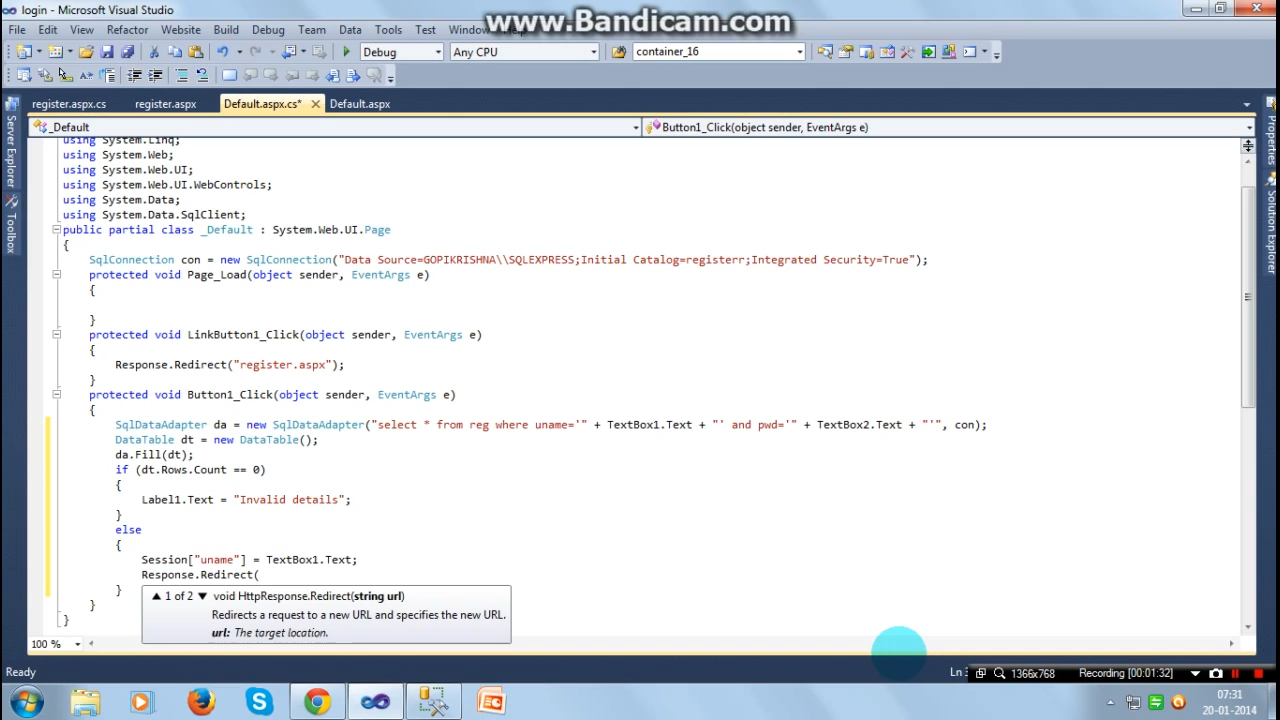 login - Microsoft Visual Studio
www.Bandicam.com
File Edit View Refactor Website Build Debug Team Data Tools Test Window
Debug Any CPU container_16
register.aspx.cs register.aspx Default.aspx.cs* Default.aspx
_Default Button1_Click(object sender, EventArgs e)
Server Explorer
Toolbox
Properties
Solution Explorer
using System.Linq;
using System.Web;
using System.Web.UI;
using System.Web.UI.WebControls;
using System.Data;
using System.Data.SqlClient;
public partial class _Default : System.Web.UI.Page
{
SqlConnection con = new SqlConnection("Data Source=GOPIKRISHNA\\SQLEXPRESS;Initial Catalog=registerr;Integrated Security=True");
protected void Page_Load(object sender, EventArgs e)
{
}
protected void LinkButton1_Click(object sender, EventArgs e)
{
Response.Redirect("register.aspx");
}
protected void Button1_Click(object sender, EventArgs e)
{
SqlDataAdapter da = new SqlDataAdapter("select * from reg where uname='" + TextBox1.Text + "' and pwd='" + TextBox2.Text + "'", con);
DataTable dt = new DataTable();
da.Fill(dt);
if (dt.Rows.Count == 0)
{
Label1.Text = "Invalid details";
}
else
{
Session["uname"] = TextBox1.Text;
Response.Redirect(
}
1 of 2 void HttpResponse.Redirect(string url)
Redirects a request to a new URL and specifies the new URL.
url: The target location.
}
}
100 %
Ready
1366x768 Recording [00:01:32]
07:31
20-01-2014